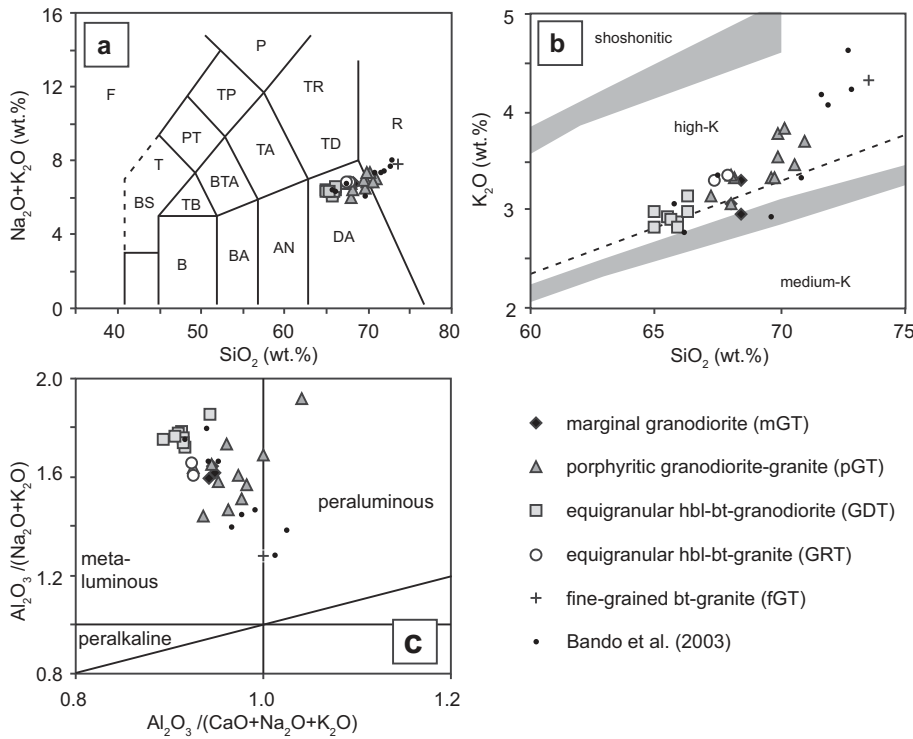 a
Na₂O+K₂O (wt.%)
16
12
8
4
0
40
50
60
70
80
SiO₂ (wt.%)
F
P
TP
TR
PT
T
TA
TD
R
BS
BTA
TB
B
BA
AN
DA
b
K₂O (wt.%)
5
4
3
2
60
65
70
75
SiO₂ (wt.%)
shoshonitic
high-K
medium-K
c
Al₂O₃ /(Na₂O+K₂O)
2.0
1.6
1.2
0.8
0.8
1.0
1.2
Al₂O₃ /(CaO+Na₂O+K₂O)
meta-
luminous
peraluminous
peralkaline
marginal granodiorite (mGT)
porphyritic granodiorite-granite (pGT)
equigranular hbl-bt-granodiorite (GDT)
equigranular hbl-bt-granite (GRT)
fine-grained bt-granite (fGT)
Bando et al. (2003)